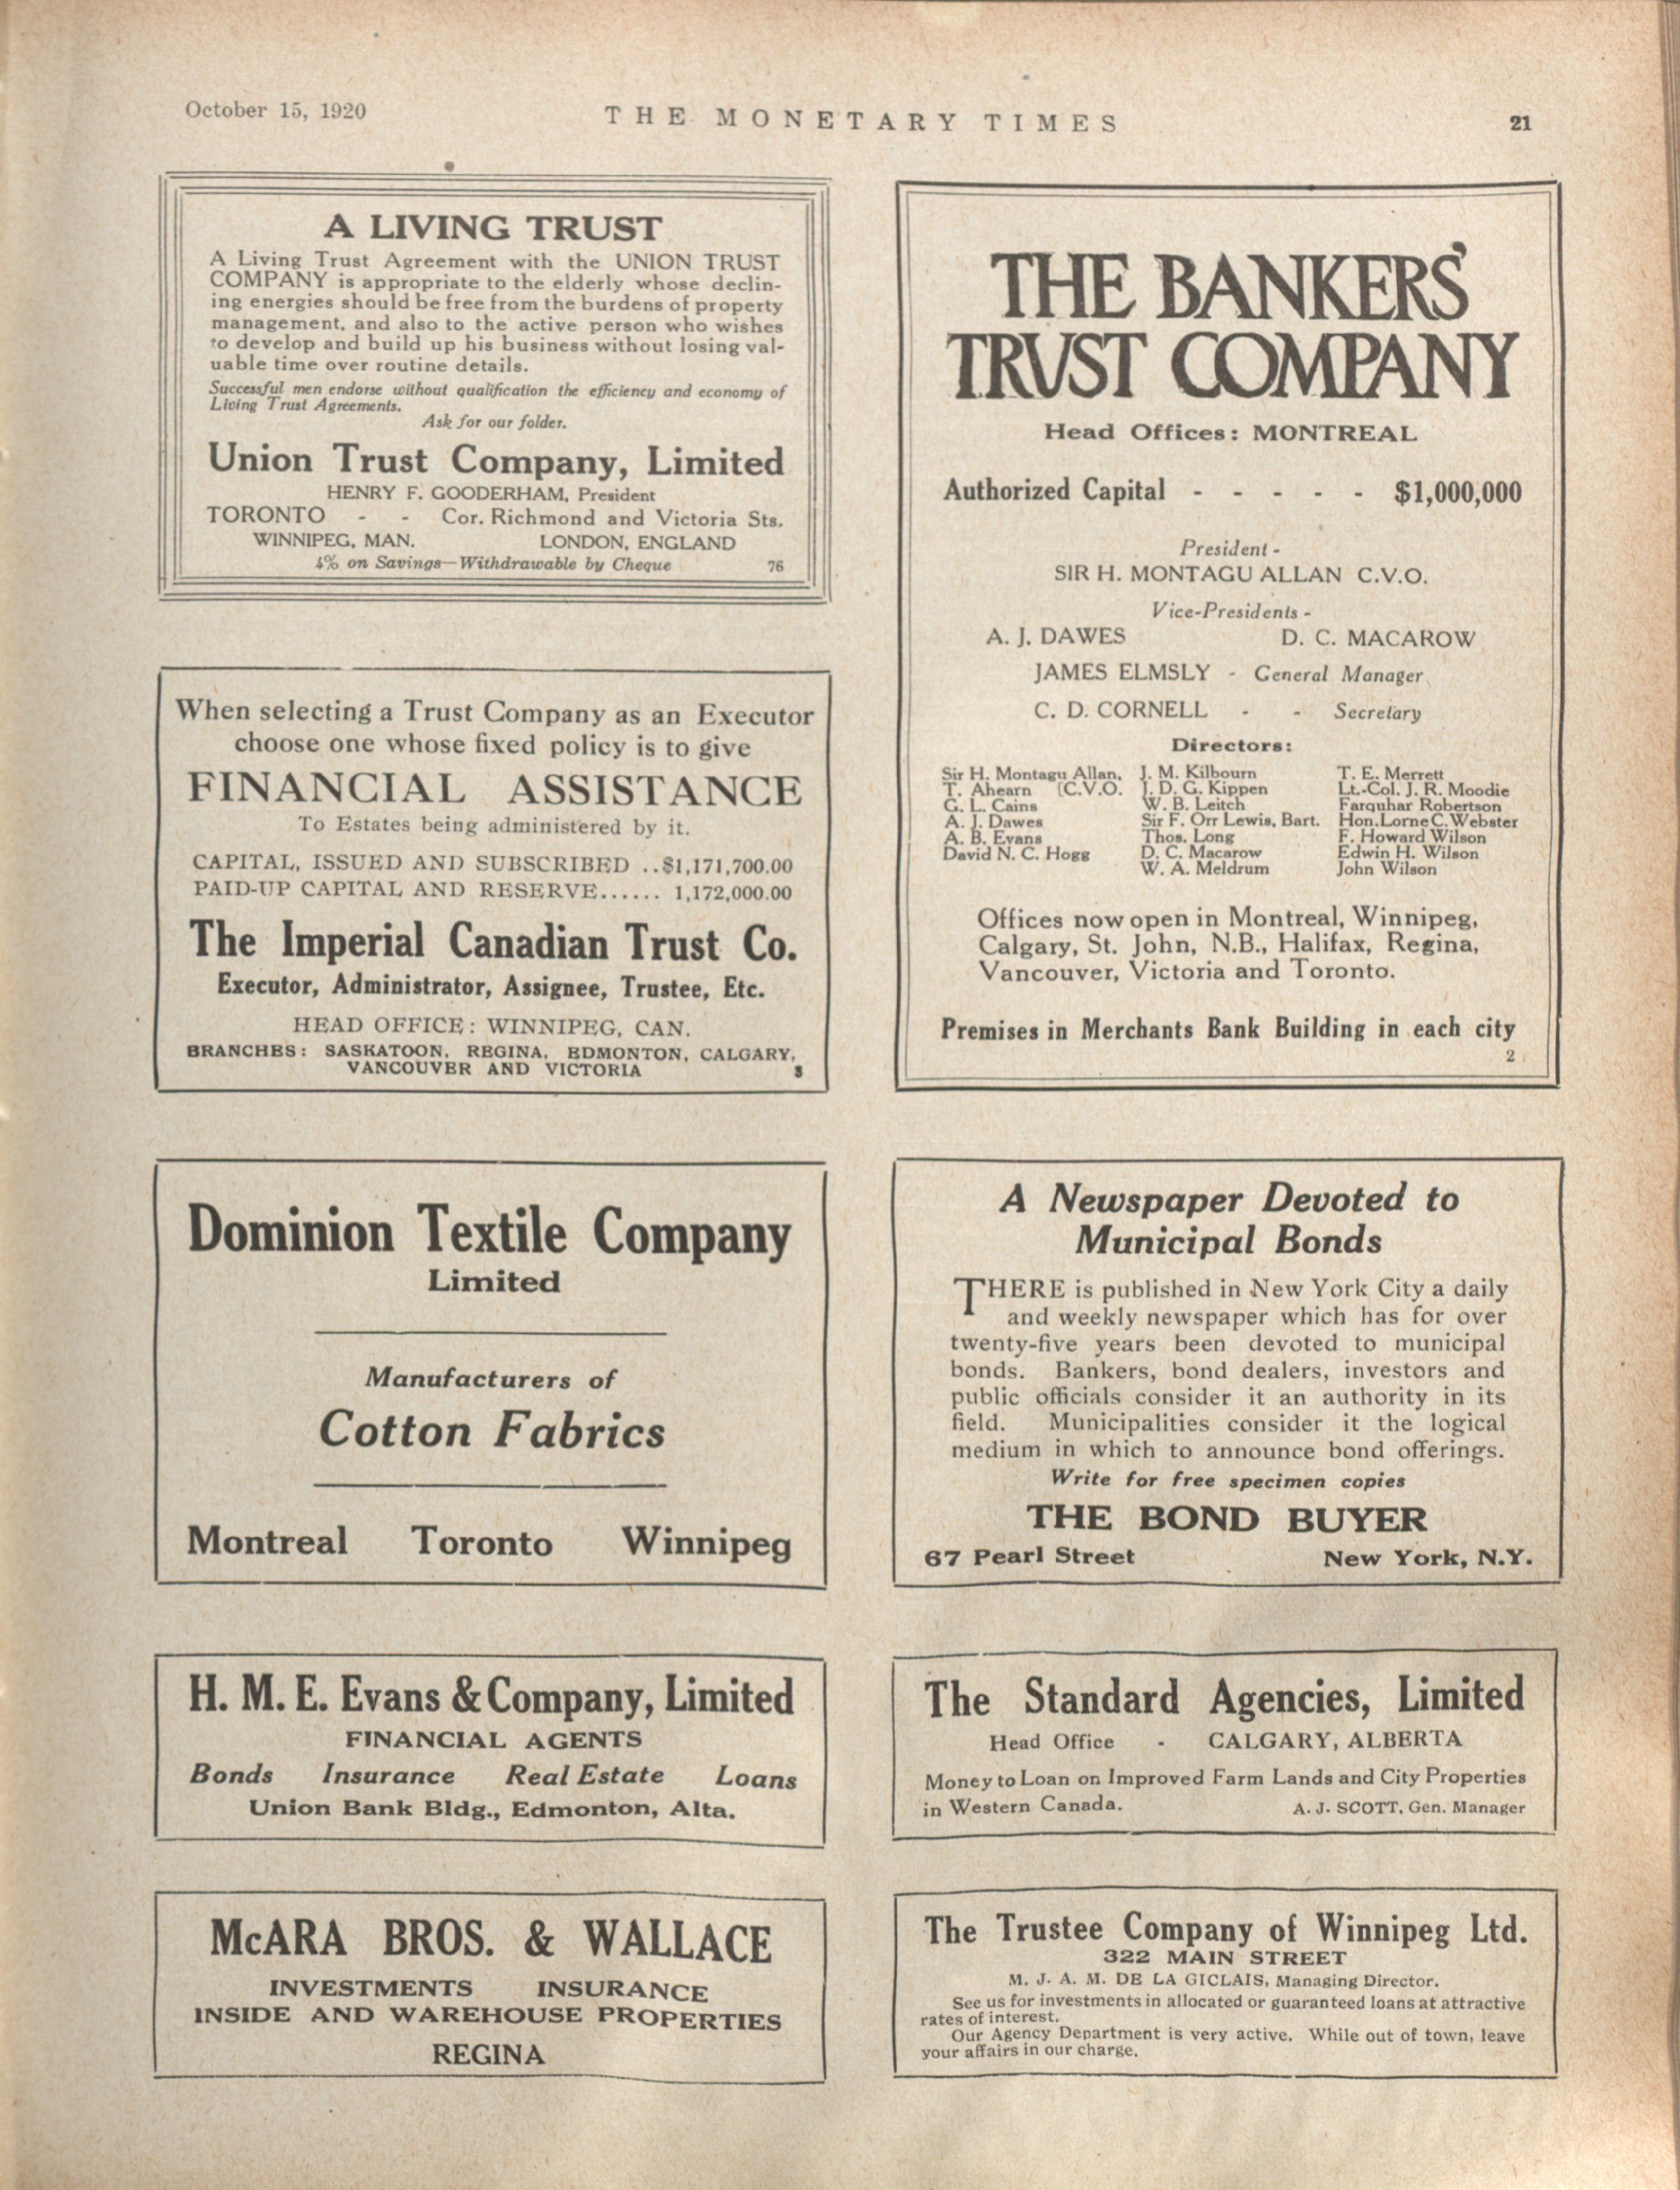 October 15, 1920
THE MONETARY TIMES
21
A LIVING TRUST
A Living Trust Agreement with the UNION TRUST
COMPANY is appropriate to the elderly whose declin-
ing energies should be free from the burdens of property
management, and also to the active person who wishes
to develop and build up his business without losing val-
uable time over routine details.
Successful men endorse without qualification the efficiency and economy of
Living Trust Agreements.
Ask for our folder.
Union Trust Company, Limited
HENRY F. GOODERHAM, President
TORONTO - - Cor. Richmond and Victoria Sts.
WINNIPEG, MAN. LONDON, ENGLAND
4% on Savings—Withdrawable by Cheque 76
When selecting a Trust Company as an Executor
choose one whose fixed policy is to give
FINANCIAL ASSISTANCE
To Estates being administered by it.
CAPITAL, ISSUED AND SUBSCRIBED ..$1,171,700.00
PAID-UP CAPITAL AND RESERVE...... 1,172,000.00
The Imperial Canadian Trust Co.
Executor, Administrator, Assignee, Trustee, Etc.
HEAD OFFICE: WINNIPEG, CAN.
BRANCHES: SASKATOON, REGINA, EDMONTON, CALGARY,
VANCOUVER AND VICTORIA 3
Dominion Textile Company
Limited
Manufacturers of
Cotton Fabrics
Montreal Toronto Winnipeg
H. M. E. Evans & Company, Limited
FINANCIAL AGENTS
Bonds Insurance Real Estate Loans
Union Bank Bldg., Edmonton, Alta.
McARA BROS. & WALLACE
INVESTMENTS INSURANCE
INSIDE AND WAREHOUSE PROPERTIES
REGINA
THE BANKERS'
TRVST COMPANY
Head Offices: MONTREAL
Authorized Capital - - - - - $1,000,000
President -
SIR H. MONTAGU ALLAN C.V.O.
Vice-Presidents -
A. J. DAWES D. C. MACAROW
JAMES ELMSLY - General Manager
C. D. CORNELL - - Secretary
Directors:
Sir H. Montagu Allan, J. M. Kilbourn T. E. Merrett
T. Ahearn [C.V.O. J. D. G. Kippen Lt.-Col. J. R. Moodie
G. L. Cains W. B. Leitch Farquhar Robertson
A. J. Dawes Sir F. Orr Lewis, Bart. Hon. Lorne C. Webster
A. B. Evans Thos. Long F. Howard Wilson
David N. C. Hogg D. C. Macarow Edwin H. Wilson
W. A. Meldrum John Wilson
Offices now open in Montreal, Winnipeg,
Calgary, St. John, N.B., Halifax, Regina,
Vancouver, Victoria and Toronto.
Premises in Merchants Bank Building in each city
2
A Newspaper Devoted to
Municipal Bonds
THERE is published in New York City a daily
and weekly newspaper which has for over
twenty-five years been devoted to municipal
bonds. Bankers, bond dealers, investors and
public officials consider it an authority in its
field. Municipalities consider it the logical
medium in which to announce bond offerings.
Write for free specimen copies
THE BOND BUYER
67 Pearl Street New York, N.Y.
The Standard Agencies, Limited
Head Office - CALGARY, ALBERTA
Money to Loan on Improved Farm Lands and City Properties
in Western Canada. A. J. SCOTT, Gen. Manager
The Trustee Company of Winnipeg Ltd.
322 MAIN STREET
M. J. A. M. DE LA GICLAIS, Managing Director.
See us for investments in allocated or guaranteed loans at attractive
rates of interest.
Our Agency Department is very active. While out of town, leave
your affairs in our charge.